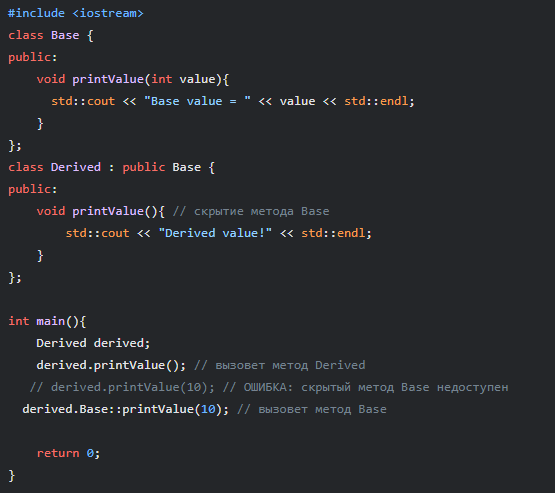 #include <iostream>
class Base {
public:
    void printValue(int value){
      std::cout << "Base value = " << value << std::endl;
    }
};
class Derived : public Base {
public:
    void printValue(){ // скрытие метода Base
        std::cout << "Derived value!" << std::endl;
    }
};

int main(){
    Derived derived;
    derived.printValue(); // вызовет метод Derived
   // derived.printValue(10); // ОШИБКА: скрытый метод Base недоступен
  derived.Base::printValue(10); // вызовет метод Base

    return 0;
}